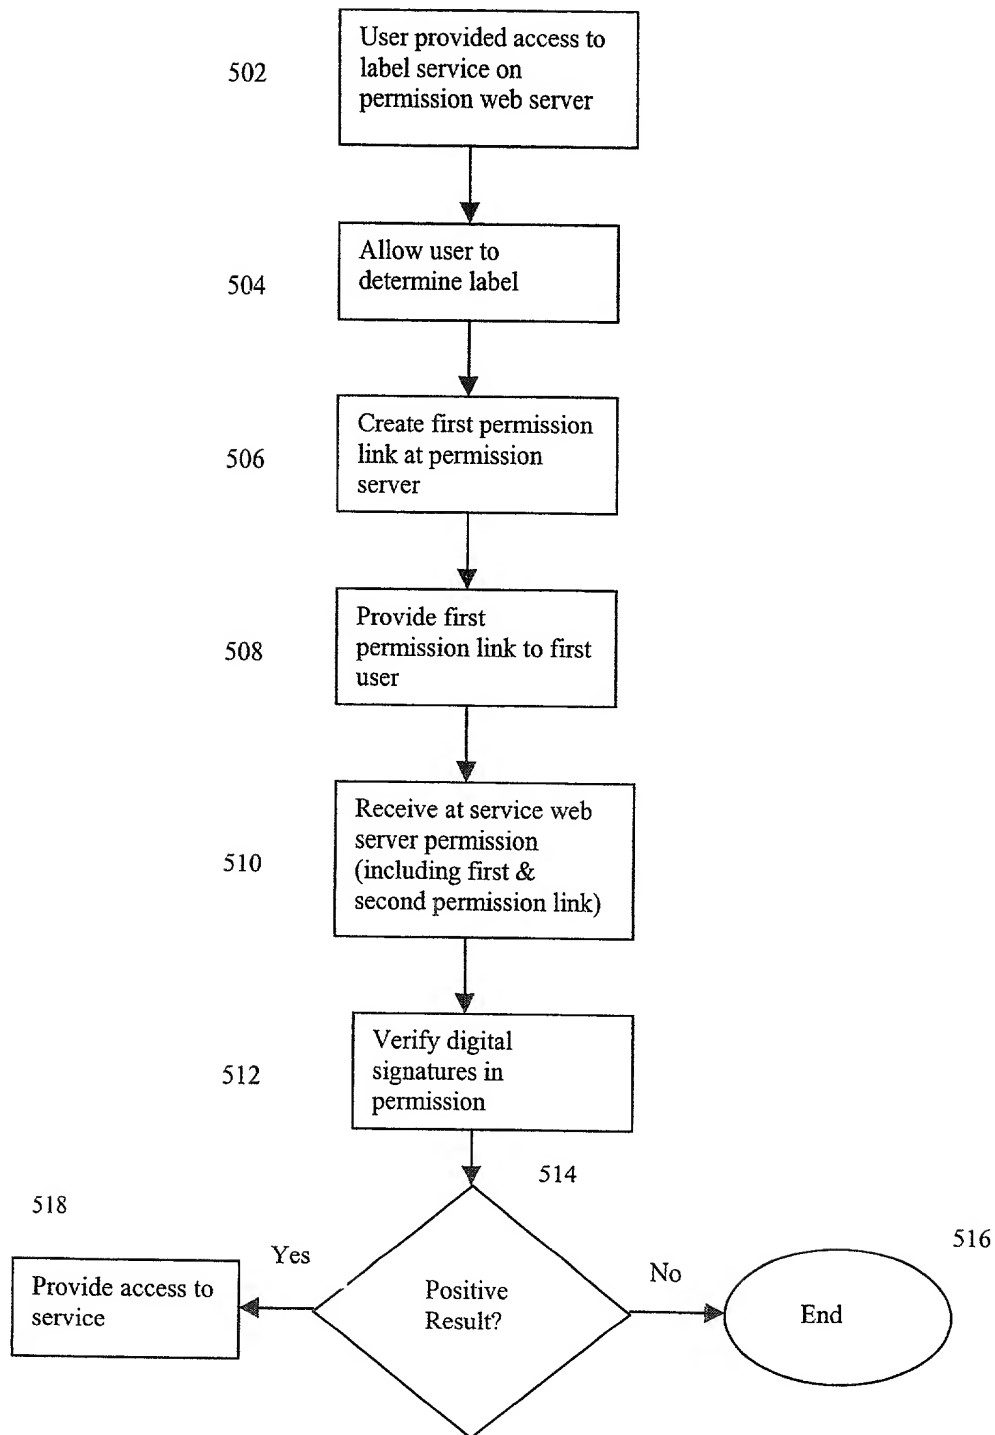 502
User provided access to
label service on
permission web server
504
Allow user to
determine label
506
Create first permission
link at permission
server
508
Provide first
permission link to first
user
510
Receive at service web
server permission
(including first &
second permission link)
512
Verify digital
signatures in
permission
514
518
516
Yes
No
Provide access to
service
Positive
Result?
End